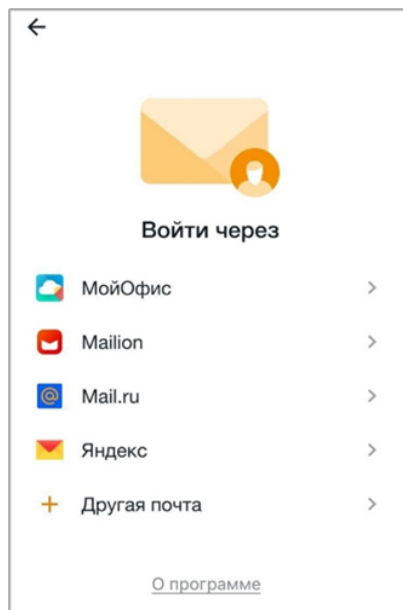 Войти через
МойОфис
Mailion
Mail.ru
Яндекс
Другая почта
О программе